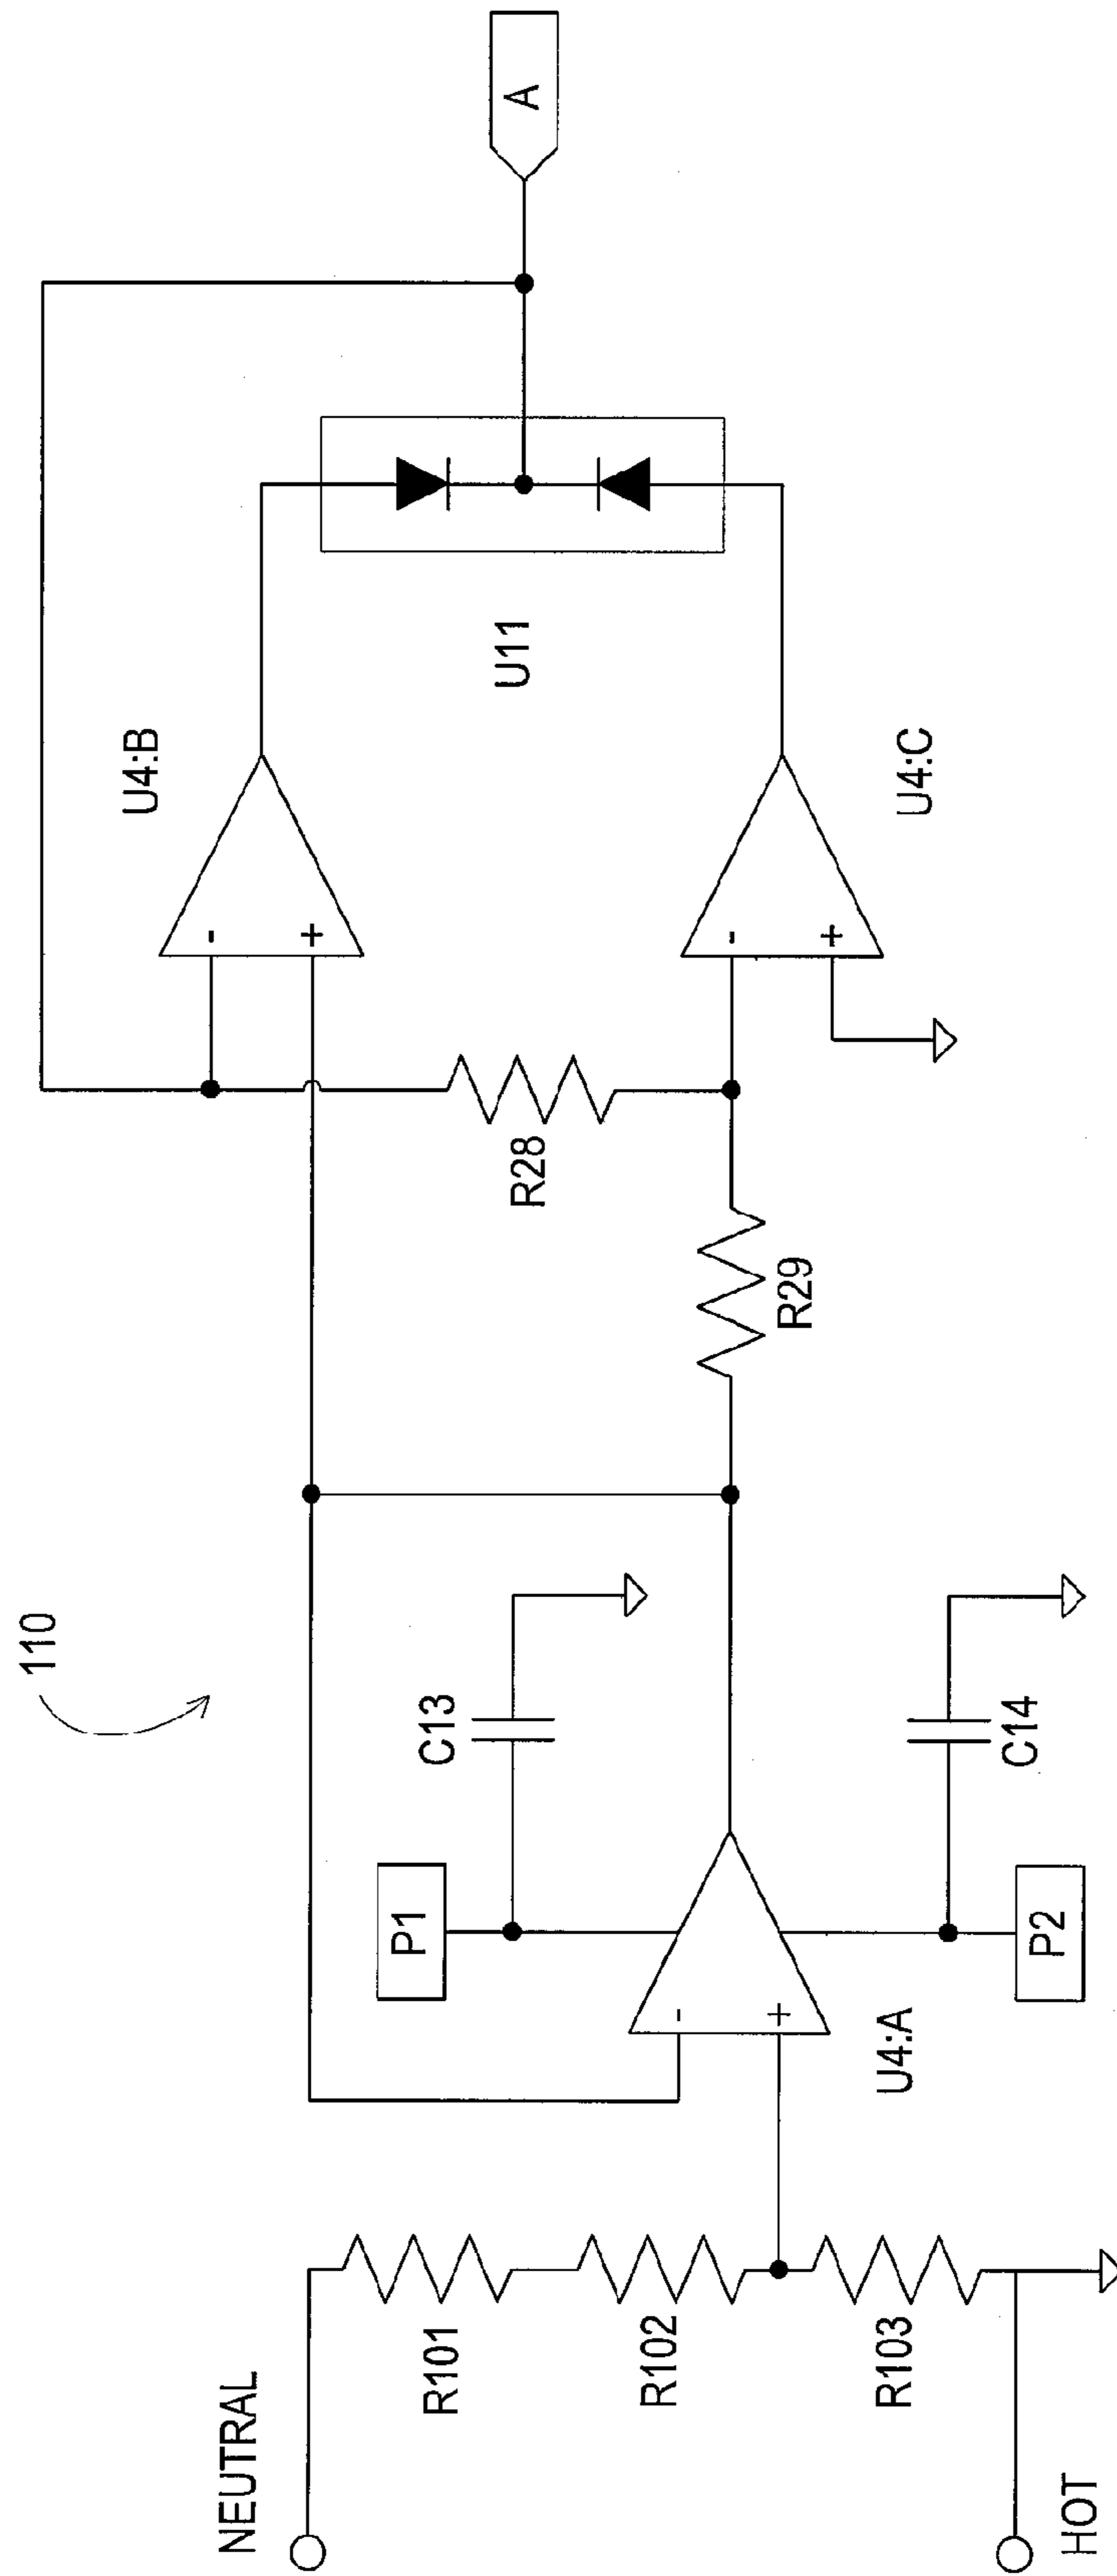 110
NEUTRAL
HOT
R101
R102
R103
U4:A
-
+
P1
P2
C13
C14
R29
R28
U4:B
-
+
U4:C
-
+
U11
A